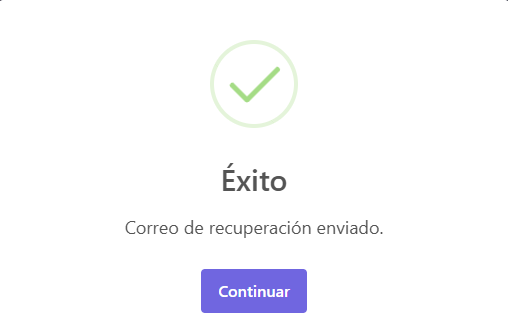 Éxito
Correo de recuperación enviado.
Continuar